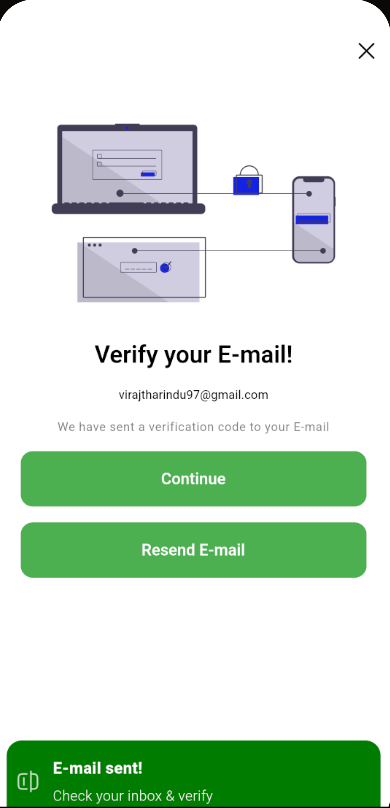 Verify your E-mail!
virajtharindu97@gmail.com
We have sent a verification code to your E-mail
Continue
Resend E-mail
E-mail sent!
Check your inbox & verify